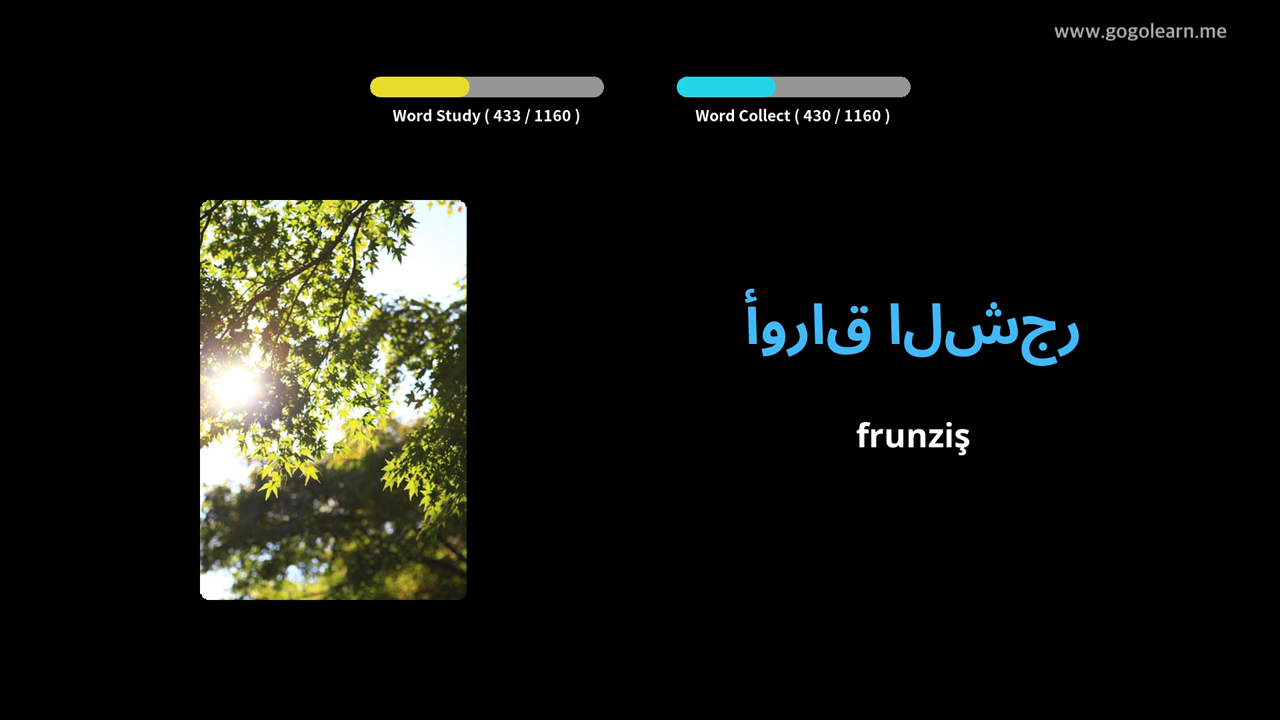 www.gogolearn.me
Word Study ( 433 / 1160 )
Word Collect ( 430 / 1160 )
أوراق الشجر
frunziş